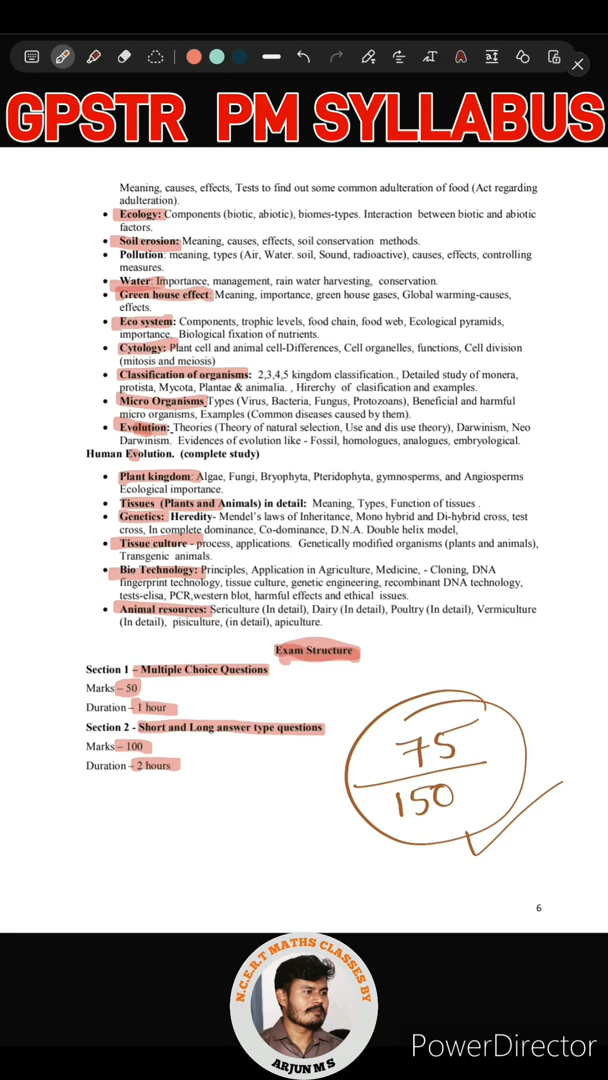 GPSTR PM SYLLABUS
Meaning, causes, effects, Tests to find out some common adulteration of food (Act regarding
adulteration).
• Ecology: Components (biotic, abiotic), biomes-types. Interaction between biotic and abiotic
factors.
• Soil erosion: Meaning, causes, effects, soil conservation methods.
• Pollution: meaning, types (Air, Water. soil, Sound, radioactive), causes, effects, controlling
measures.
• Water: Importance, management, rain water harvesting, conservation.
• Green house effect: Meaning, importance, green house gases, Global warming-causes,
effects.
• Eco system: Components, trophic levels, food chain, food web, Ecological pyramids,
importance, Biological fixation of nutrients.
• Cytology: Plant cell and animal cell-Differences, Cell organelles, functions, Cell division
(mitosis and meiosis)
• Classification of organisms: 2,3,4,5 kingdom classification., Detailed study of monera,
protista, Mycota, Plantae & animalia. , Hirerchy of clasification and examples.
• Micro Organisms Types (Virus, Bacteria, Fungus, Protozoans), Beneficial and harmful
micro organisms, Examples (Common diseases caused by them).
• Evolution: Theories (Theory of natural selection, Use and dis use theory), Darwinism, Neo
Darwinism. Evidences of evolution like - Fossil, homologues, analogues, embryological.
Human Evolution. (complete study)
• Plant kingdom: Algae, Fungi, Bryophyta, Pteridophyta, gymnosperms, and Angiosperms
Ecological importance.
• Tissues (Plants and Animals) in detail: Meaning, Types, Function of tissues .
• Genetics: Heredity- Mendel's laws of Inheritance, Mono hybrid and Di-hybrid cross, test
cross, In complete dominance, Co-dominance, D.N.A. Double helix model,
• Tissue culture - process, applications. Genetically modified organisms (plants and animals),
Transgenic animals.
• Bio Technology: Principles, Application in Agriculture, Medicine, - Cloning, DNA
fingerprint technology, tissue culture, genetic engineering, recombinant DNA technology,
tests-elisa, PCR,western blot, harmful effects and ethical issues.
• Animal resources: Sericulture (In detail), Dairy (In detail), Poultry (In detail), Vermiculture
(In detail), pisiculture, (in detail), apiculture.
Exam Structure
Section 1 – Multiple Choice Questions
Marks – 50
Duration – 1 hour
Section 2 - Short and Long answer type questions
Marks – 100
Duration – 2 hours
75
150
6
N.C.E.R.T MATHS CLASSES BY
ARJUN M S
PowerDirector